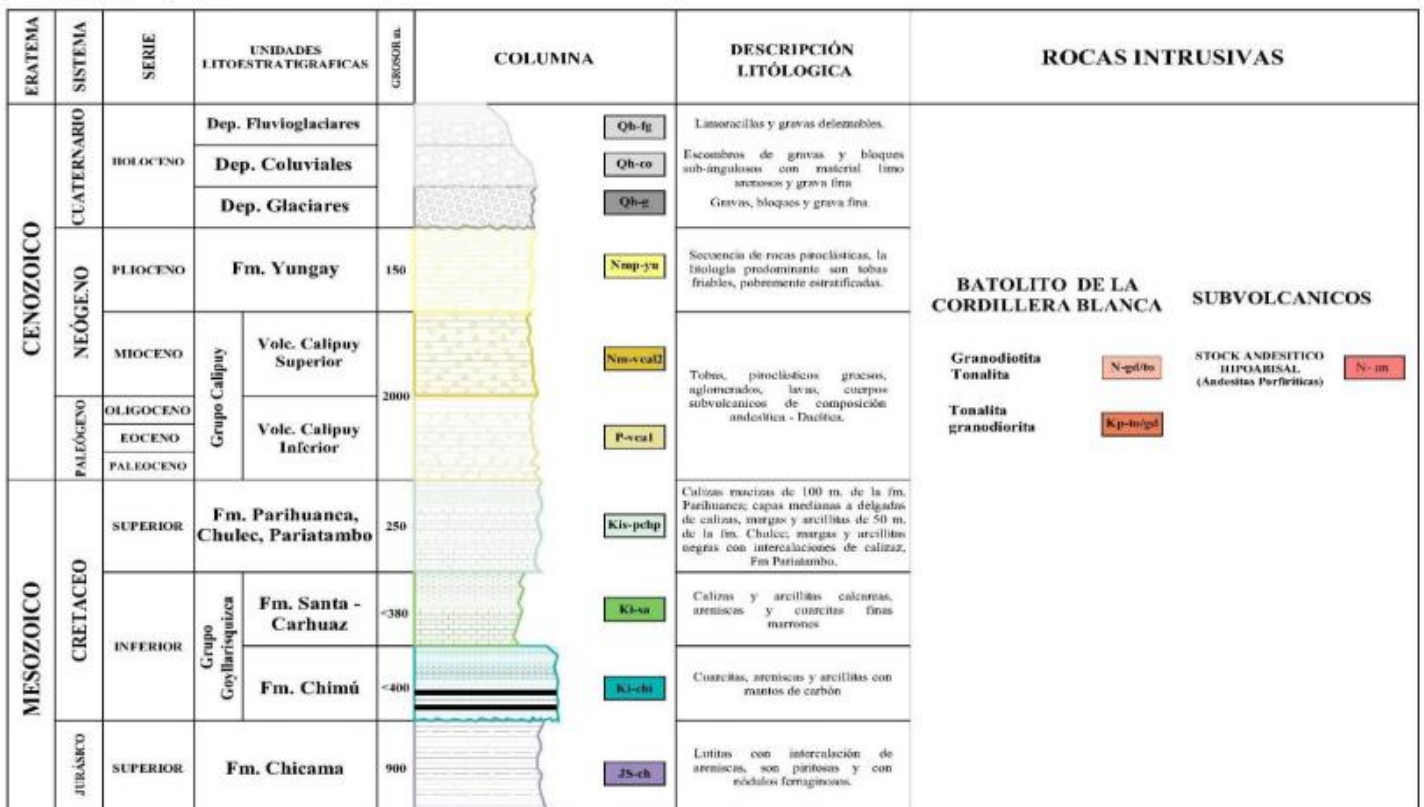 ERATEMA
SISTEMA
SERIE
UNIDADES
LITOESTRATIGRAFICAS
GROSOR m.
COLUMNA
DESCRIPCIÓN
LITÓLOGICA
ROCAS INTRUSIVAS
CENOZOICO
CUATERNARIO
HOLOCENO
Dep. Fluvioglaciares
Qh-fg
Limoarcillas y gravas deleznables.
Dep. Coluviales
Qh-co
Escombros de gravas y bloques
sub-angulosos con material limo
arenosos y grava fina
Dep. Glaciares
Qh-g
Gravas, bloques y grava fina.
NEÓGENO
PLIOCENO
Fm. Yungay
150
Nmp-yu
Secuencia de rocas piroclásticas, la
litología predominante son tobas
friables, pobremente estratificadas.
MIOCENO
Grupo Calipuy
Volc. Calipuy
Superior
Nm-vcal2
2000
Tobas, piroclásticos gruesos,
aglomerados, lavas, cuerpos
subvolcanicos de composición
andesítica - Dacítica.
PALEÓGENO
OLIGOCENO
EOCENO
PALEOCENO
Volc. Calipuy
Inferior
P-vcal
BATOLITO DE LA
CORDILLERA BLANCA
Granodiotita
Tonalita
N-gd/to
Tonalita
granodiorita
Kp-to/gd
SUBVOLCANICOS
STOCK ANDESITICO
HIPOABISAL
(Andesitas Porfiríticas)
N- an
MESOZOICO
CRETACEO
SUPERIOR
Fm. Parihuanca,
Chulec, Pariatambo
250
Kis-pchp
Calizas macizas de 100 m. de la fm.
Parihuanca; capas medianas a delgadas
de calizas, margas y arcillitas de 50 m.
de la fm. Chulec; margas y arcillitas
negras con intercalaciones de calizaz,
Fm Pariatambo.
INFERIOR
Grupo
Goyllarisquizca
Fm. Santa -
Carhuaz
<380
Ki-sa
Calizas y arcillitas calcareas,
areniscas y cuarcitas finas
marrones
Fm. Chimú
<400
Ki-chi
Cuarcitas, areniscas y arcillitas con
mantos de carbón
JURÁSICO
SUPERIOR
Fm. Chicama
900
JS-ch
Lutitas con intercalación de
areniscas, son piritosas y con
nódulos ferruginosos.